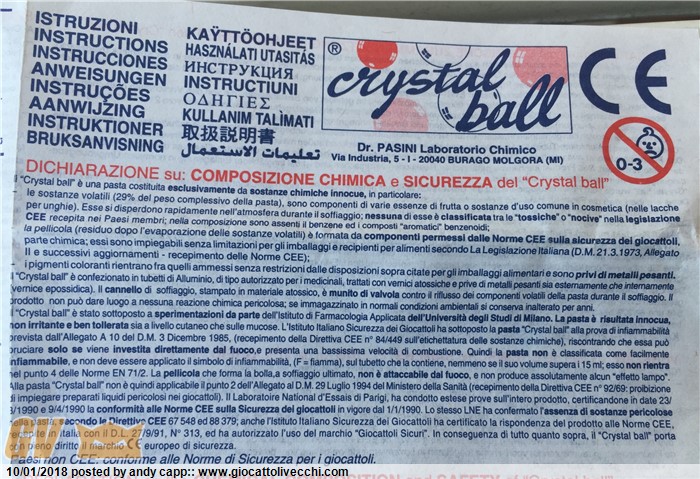 ISTRUZIONI
INSTRUCTIONS
INSTRUCCIONES
ANWEISUNGEN
INSTRUÇÕES
AANWIJZING
INSTRUKTIONER
BRUKSANVISNING
KÄYTTÖOHJEET
HASZNÁLATI UTASITÁS
ИНСТРУКЦИЯ
INSTRUCTIUNI
ΟΔΗΓΙΕΣ
KULLANIM TALİMATI
取扱説明書
تعليمات الاستعمال
®
crystal
ball
CE
0-3
Dr. PASINI Laboratorio Chimico
Via Industria, 5 - I - 20040 BURAGO MOLGORA (MI)
DICHIARAZIONE su: COMPOSIZIONE CHIMICA e SICUREZZA del "Crystal ball"
"Crystal ball" è una pasta costituita esclusivamente da sostanze chimiche innocue, in particolare:
le sostanze volatili (29% del peso complessivo della pasta), sono componenti di varie essenze di frutta o sostanze d'uso comune in cosmetica (nelle lacche
per unghie). Esse si disperdono rapidamente nell'atmosfera durante il soffiaggio; nessuna di esse è classificata tra le "tossiche" o "nocive" nella legislazione
CEE recepita nei Paesi membri; nella composizione sono assenti il benzene ed i composti "aromatici" benzenoidi;
la pellicola (residuo dopo l'evaporazione delle sostanze volatili) è formata da componenti permessi dalle Norme CEE sulla sicurezza dei giocattoli,
parte chimica; essi sono impiegabili senza limitazioni per gli imballaggi e recipienti per alimenti secondo La Legislazione Italiana (D.M. 21.3.1973, Allegato
II e successivi aggiornamenti - recepimento delle Norme CEE);
i pigmenti coloranti rientrano fra quelli ammessi senza restrizioni dalle disposizioni sopra citate per gli imballaggi alimentari e sono privi di metalli pesanti.
"Crystal ball" è confezionato in tubetti di Alluminio, di tipo autorizzato per i medicinali, trattati con vernici atossiche e privi di metalli pesanti sia esternamente che internamente
(vernice epossidica). Il cannello di soffiaggio, stampato in materiale atossico, è munito di valvola contro il riflusso dei componenti volatili della pasta durante il soffiaggio. Il
prodotto non può dare luogo a nessuna reazione chimica pericolosa; se immagazzinato in normali condizioni ambientali si conserva inalterato per anni.
"Crystal ball" è stato sottoposto a sperimentazioni da parte dell'Istituto di Farmacologia Applicata dell'Università degli Studi di Milano. La pasta è risultata innocua,
non irritante e ben tollerata sia a livello cutaneo che sulle mucose. L'Istituto Italiano Sicurezza dei Giocattoli ha sottoposto la pasta "Crystal ball" alla prova di infiammabilità
prevista dall'Allegato A 10 del D.M. 3 Dicembre 1985, (recepimento della Direttiva CEE n° 84/449 sull'etichettatura delle sostanze chimiche), riscontrando che essa può
bruciare solo se viene investita direttamente dal fuoco, e presenta una bassissima velocità di combustione. Quindi la pasta non è classificata come facilmente
infiammabile, e non deve essere applicato il simbolo di infiammabilità, (F = fiamma), sul tubetto che la contiene, nemmeno se il suo volume supera i 15 ml; esso non rientra
nel punto 4 delle Norme EN 71/2. La pellicola che forma la bolla,a soffiaggio ultimato, non è attaccabile dal fuoco, e non produce assolutamente alcun "effetto lampo".
Alla pasta "Crystal ball" non è quindi applicabile il punto 2 dell'Allegato al D.M. 29 Luglio 1994 del Ministero della Sanità (recepimento della Direttiva CEE n° 92/69: proibizione
di impiegare preparati liquidi pericolosi nei giocattoli). Il Laboratoire National d'Essais di Parigi, ha condotto estese prove sull'intero prodotto, certificandone in date 23/
3/1990 e 9/4/1990 la conformità alle Norme CEE sulla Sicurezza dei giocattoli in vigore dal 1/1/1990. Lo stesso LNE ha confermato l'assenza di sostanze pericolose
secondo le Norme CEE 67 548 ed 88 379; anche l'Istituto Italiano Sicurezza dei Giocattoli ha certificato la rispondenza del prodotto alle Norme CEE,
in Italia con il D.L. 27/9/91, N° 313, ed ha autorizzato l'uso del marchio "Giocattoli Sicuri". In conseguenza di tutto quanto sopra, il "Crystal ball" porta
diritto il marchio CE europeo di sicurezza.
Paesi non CEE: conforme alle Norme di Sicurezza per i giocattoli.
10/01/2018 posted by andy capp:: www.giocattolivecchi.com